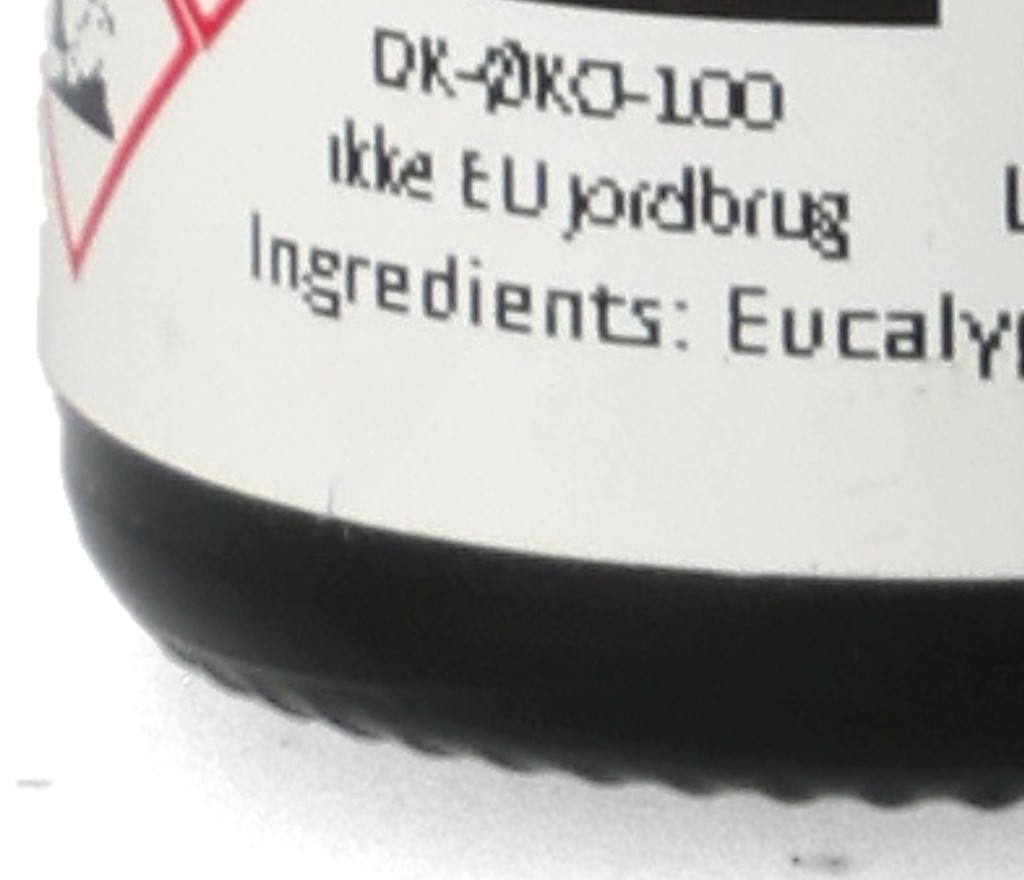 DK-ØKO-100
ikke EU jordbrug
Ingredients: Eucaly